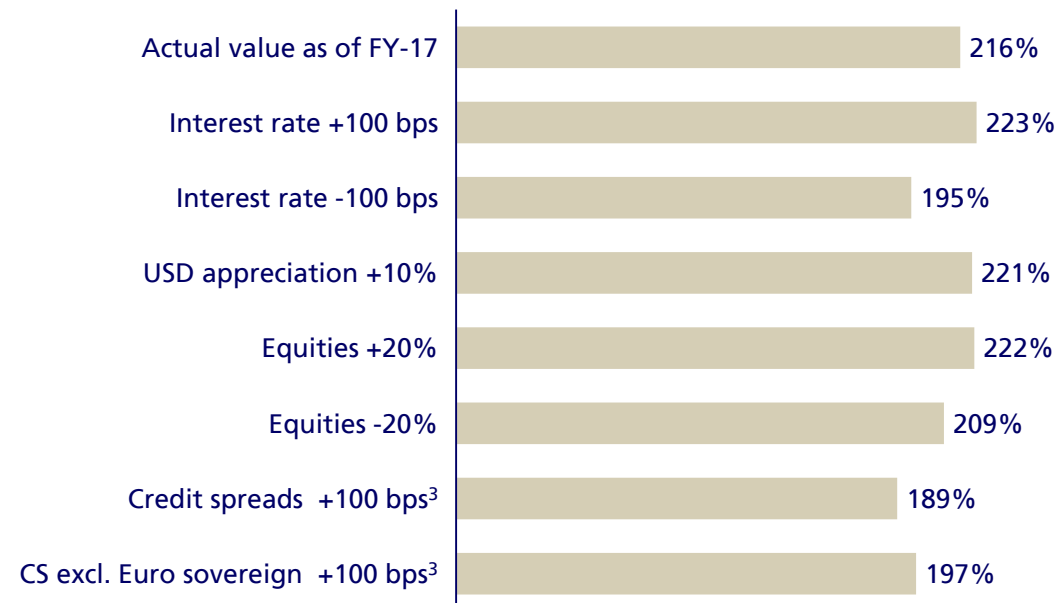 Actual value as of FY-17 216%
Interest rate +100 bps 223%
Interest rate -100 bps 195%
USD appreciation +10% 221%
Equities +20% 222%
Equities -20% 209%
Credit spreads +100 bps³ 189%
CS excl. Euro sovereign +100 bps³ 197%